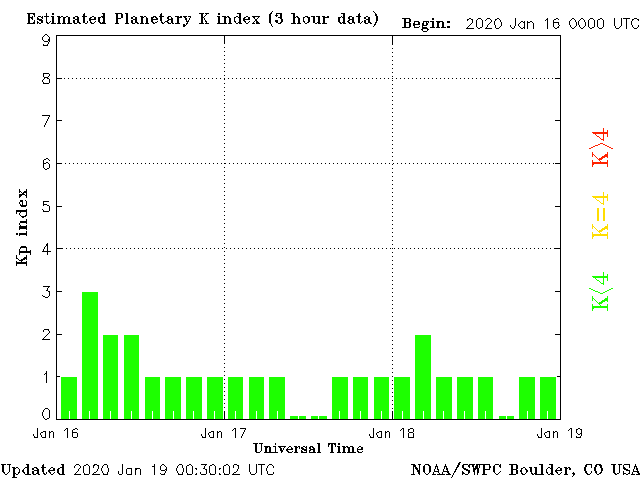 Estimated Planetary K index (3 hour data)
Begin: 2020 Jan 16 0000 UTC
9
8
7
6
5
4
3
2
1
0
Kp index
K>4
K=4
K<4
Jan 16
Jan 17
Jan 18
Jan 19
Universal Time
Updated 2020 Jan 19 00:30:02 UTC
NOAA/SWPC Boulder, CO USA